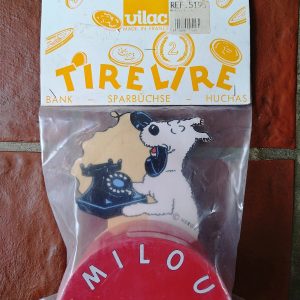 vilac
MADE IN FRANCE
REF. 5195
2
TIRELIRE
BANK - SPARBÜCHSE - HUCHAS
MILOU